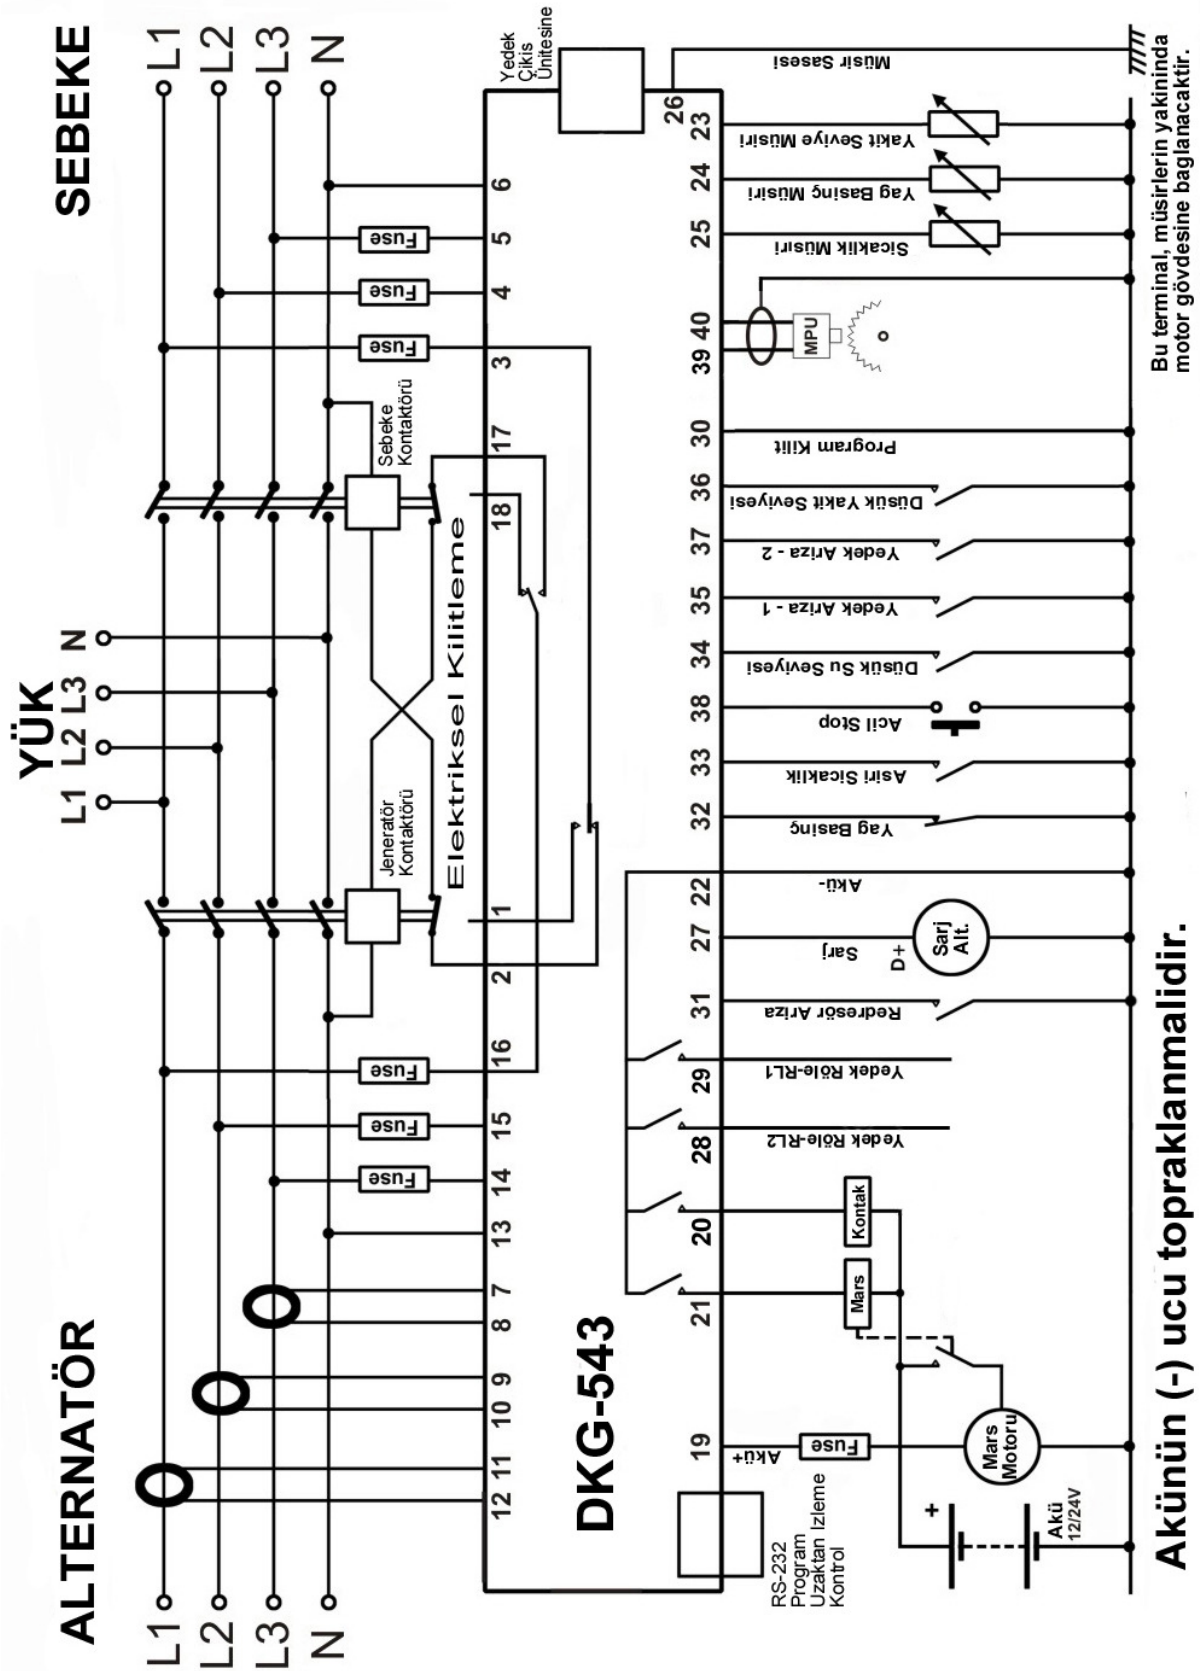 ALTERNATÖR
YÜK
SEBEKE
L1
L2
L3
N
L1
L2
L3
N
L1
L2
L3
N
Jeneratör
Kontaktörü
Sebeke
Kontaktörü
Elektriksel Kilitleme
Fuse
Fuse
Fuse
Fuse
Fuse
Fuse
12
11
10
9
8
7
13
14
15
16
2
1
18
17
3
4
5
6
Yedek
Çikis
Ünitesine
DKG-543
19
21
20
28
29
31
27
22
32
33
38
34
35
37
36
30
39
40
25
24
23
26
RS-232
Program
Uzaktan Izleme
Kontrol
Akü+
Fuse
Mars
Kontak
Yedek Röle-RL2
Yedek Röle-RL1
Redresör Ariza
Sarj
D+
Sarj
Alt.
Akü-
Yag Basinç
Asiri Sicaklik
Acil Stop
Düsük Su Seviyesi
Yedek Ariza - 1
Yedek Ariza - 2
Düsük Yakit Seviyesi
Program Kilit
MPU
Sicaklik Müsiri
Yag Basinç Müsiri
Yakit Seviye Müsiri
Müsir Sasesi
Mars
Motoru
+
Akü
12/24V
Akünün (-) ucu topraklanmalidir.
Bu terminal, müsirlerin yakininda
motor gövdesine baglanacaktir.